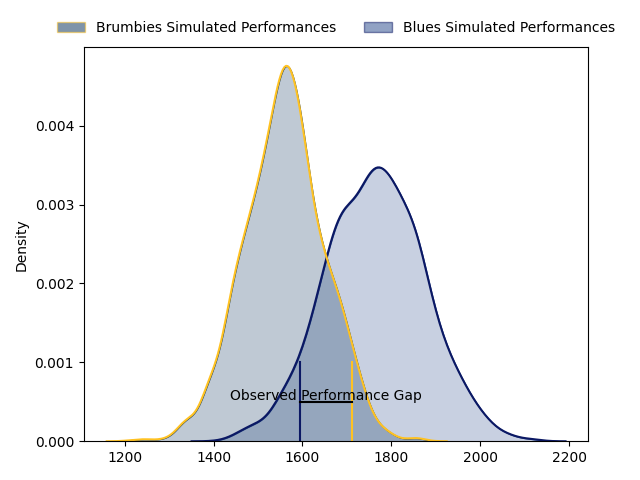 Brumbies Simulated Performances Blues Simulated Performances
Density
0.004
0.003
0.002
0.001
0.000
Observed Performance Gap
1200 1400 1600 1800 2000 2200